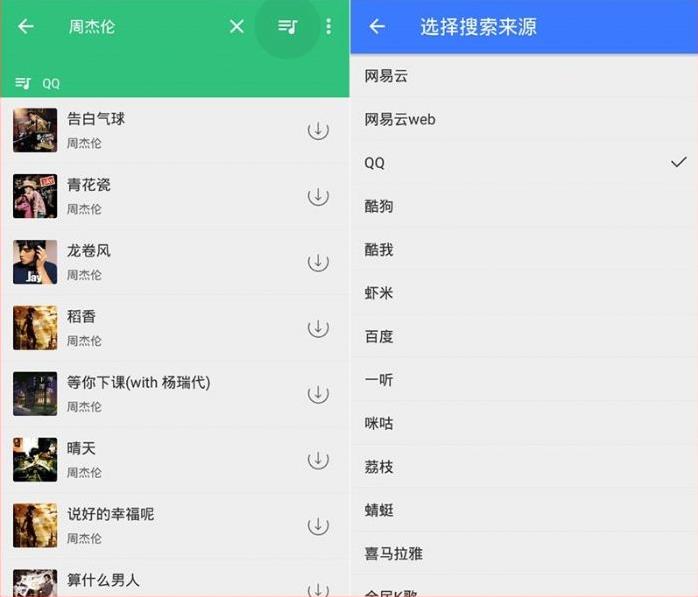 周杰伦
QQ
告白气球
周杰伦
青花瓷
周杰伦
龙卷风
周杰伦
稻香
周杰伦
等你下课(with 杨瑞代)
周杰伦
晴天
周杰伦
说好的幸福呢
周杰伦
算什么男人
选择搜索来源
网易云
网易云web
QQ
酷狗
酷我
虾米
百度
一听
咪咕
荔枝
蜻蜓
喜马拉雅
全民K歌